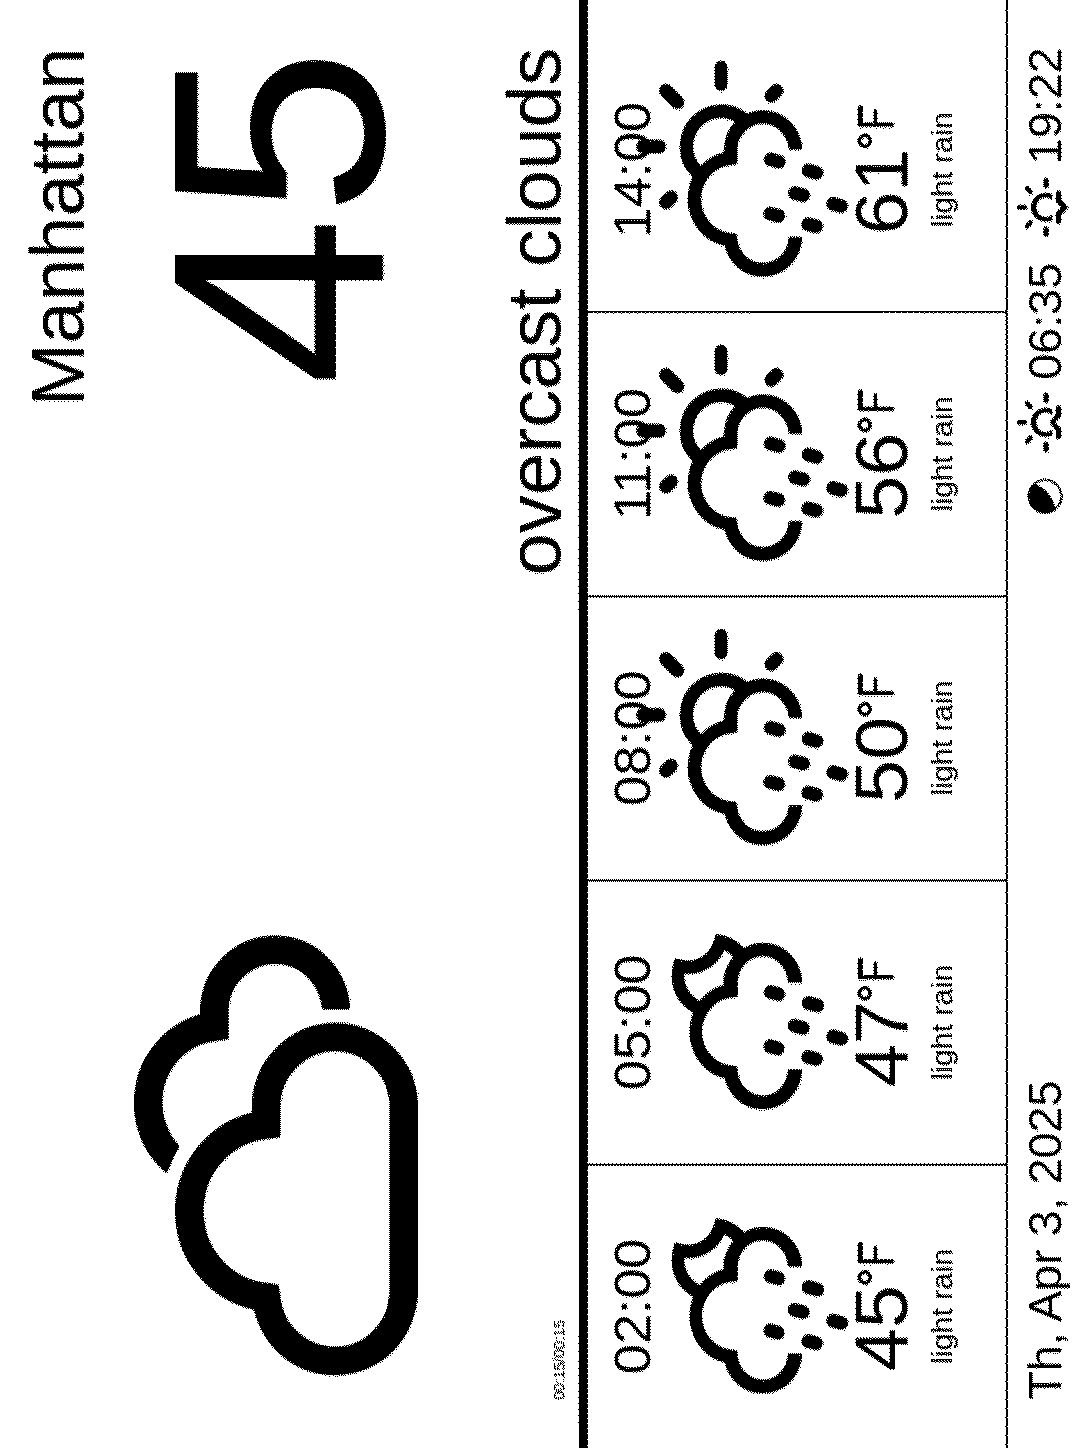 Manhattan
45
overcast clouds
00:15/00:15
02:00
45°F
light rain
05:00
47°F
light rain
08:00
50°F
light rain
11:00
56°F
light rain
14:00
61°F
light rain
Th, Apr 3, 2025
06:35
19:22